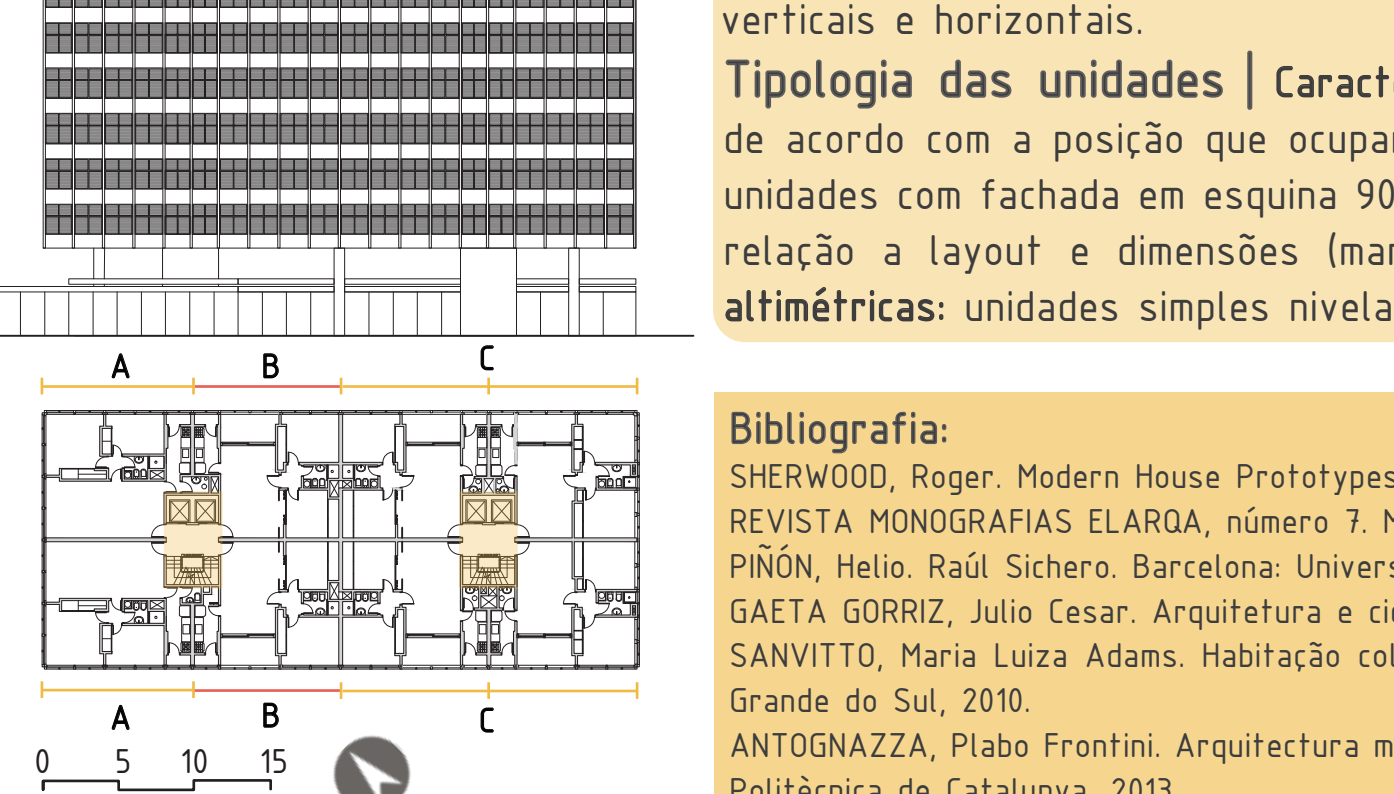 verticais e horizontais.
Tipologia das unidades | Caract
de acordo com a posição que ocupa
unidades com fachada em esquina 90
relação a layout e dimensões (mar
altimétricas: unidades simples nivela
A B C
A B C
0 5 10 15
Bibliografia:
SHERWOOD, Roger. Modern House Prototypes
REVISTA MONOGRAFIAS ELARQA, número 7. M
PIÑÓN, Helio. Raúl Sichero. Barcelona: Univers
GAETA GORRIZ, Julio Cesar. Arquitetura e ci
SANVITTO, Maria Luiza Adams. Habitação col
Grande do Sul, 2010.
ANTOGNAZZA, Plabo Frontini. Arquitectura m
Politècnica de Catalunya, 2013